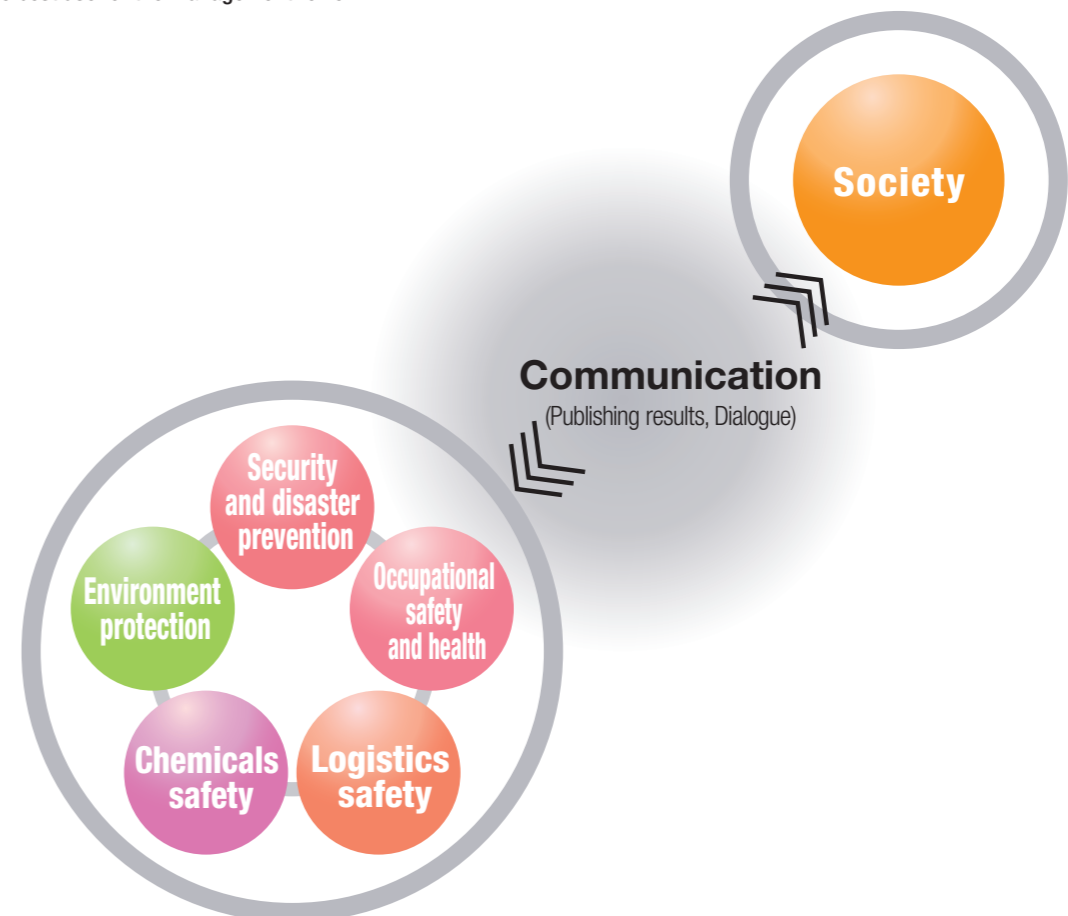 Society
Communication
(Publishing results, Dialogue)
Security
and disaster
prevention
Environment
protection
Occupational
safety
and health
Chemicals
safety
Logistics
safety